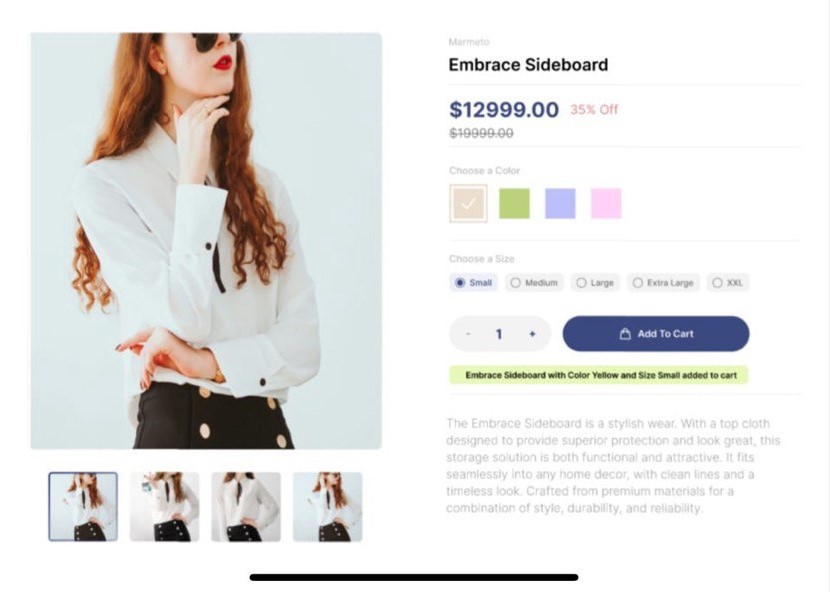 Marmeto
Embrace Sideboard
$12999.00 35% Off
$19999.00
Choose a Color
Choose a Size
Small Medium Large Extra Large XXL
- 1 + Add To Cart
Embrace Sideboard with Color Yellow and Size Small added to cart
The Embrace Sideboard is a stylish wear. With a top cloth
designed to provide superior protection and look great, this
storage solution is both functional and attractive. It fits
seamlessly into any home decor, with clean lines and a
timeless look. Crafted from premium materials for a
combination of style, durability, and reliability.